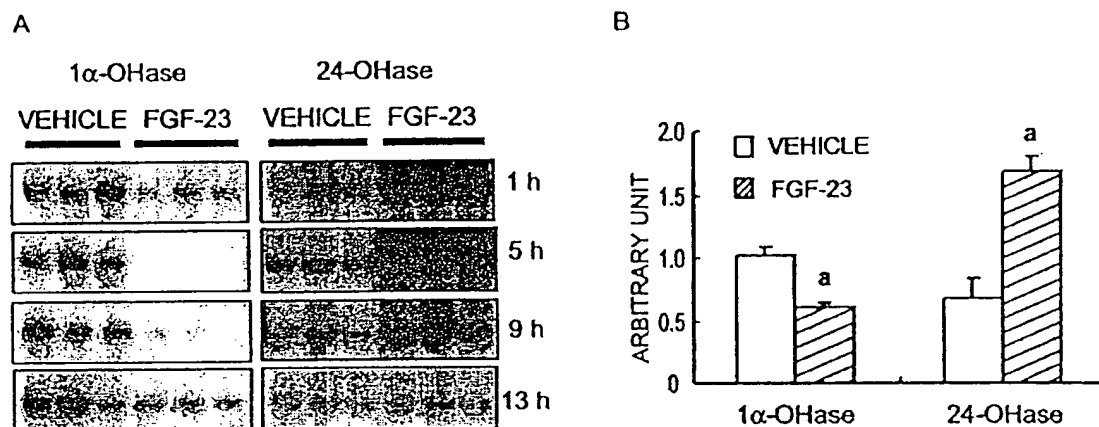 A
1α-OHase 24-OHase
VEHICLE FGF-23 VEHICLE FGF-23
1 h
5 h
9 h
13 h
B
2.0
1.5
1.0
0.5
0
ARBITRARY UNIT
VEHICLE
FGF-23
a
a
1α-OHase 24-OHase